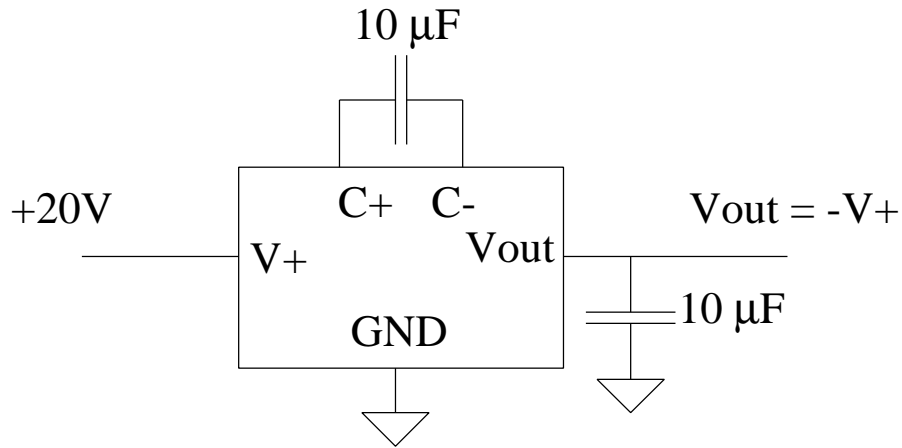 10 μF
+20V
C+ C-
Vout = -V+
V+
Vout
10 μF
GND